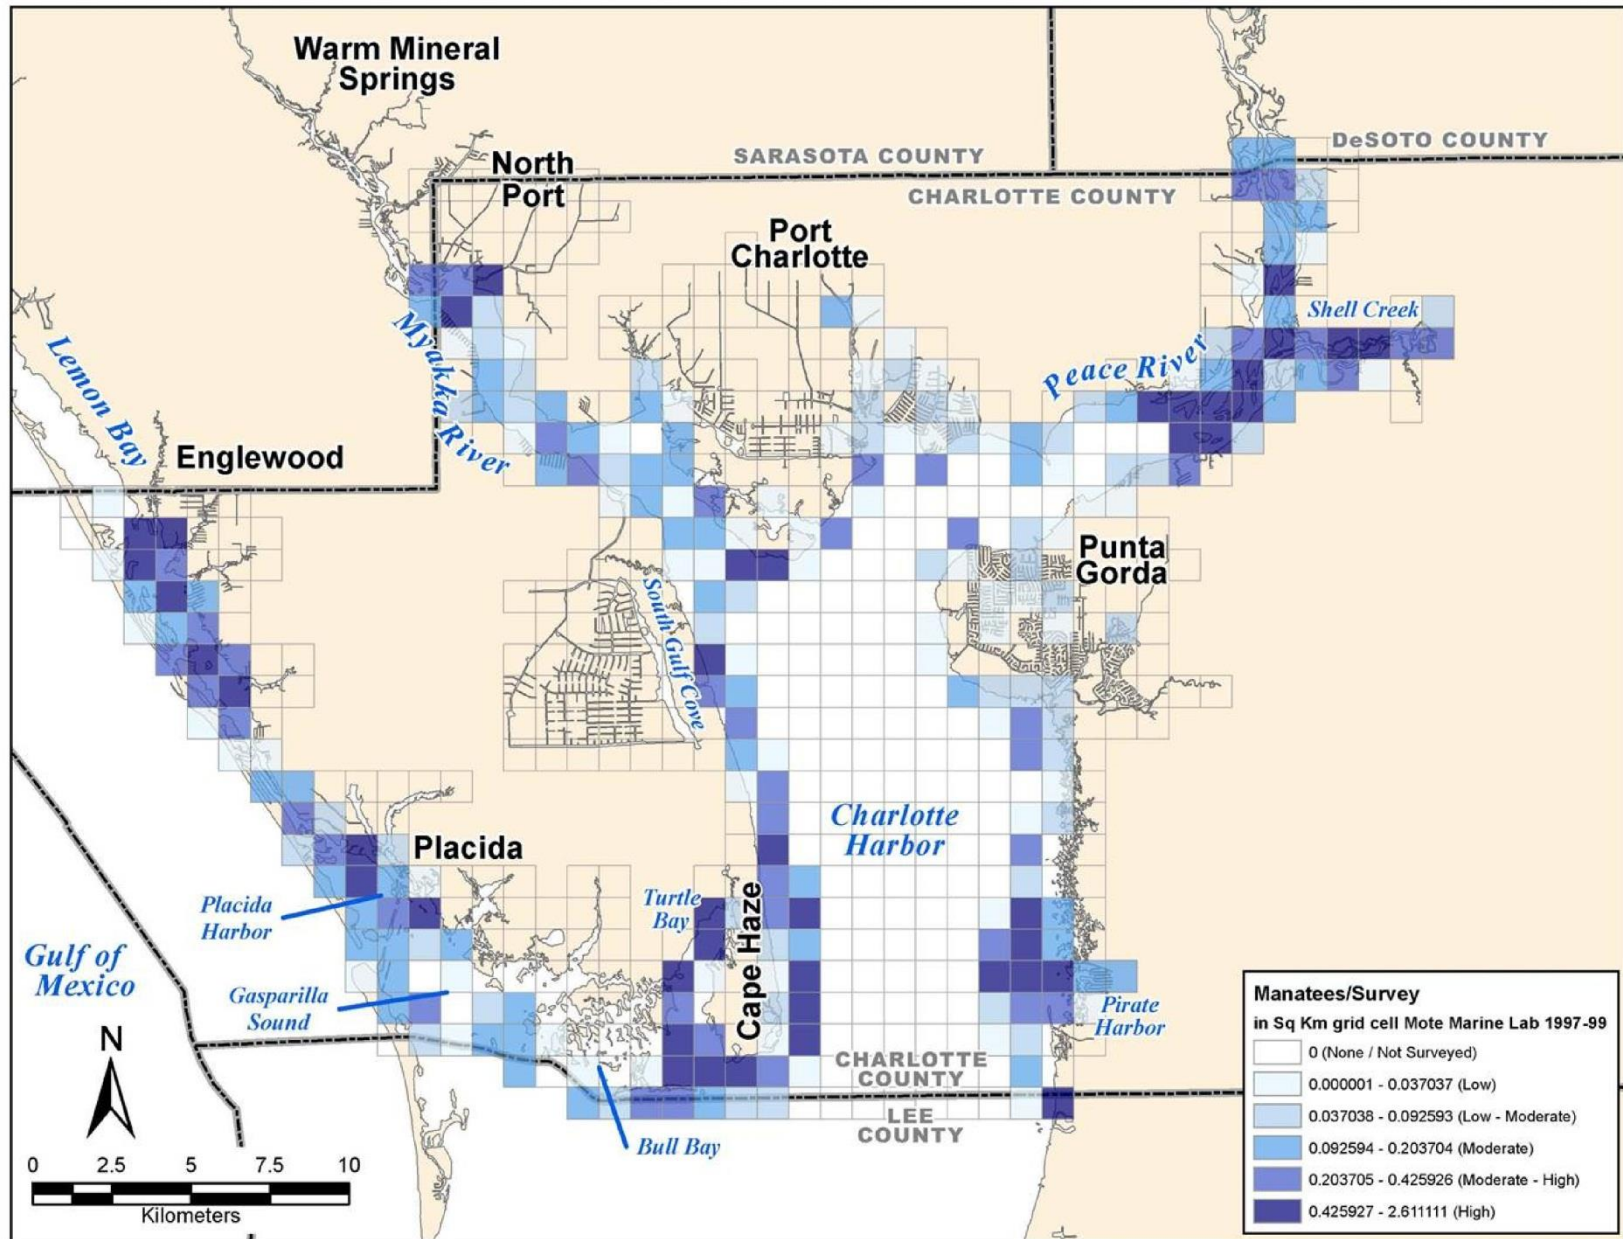 Warm Mineral
Springs
North
Port
SARASOTA COUNTY
DeSOTO COUNTY
CHARLOTTE COUNTY
Port
Charlotte
Shell Creek
Myakka River
Peace River
Lemon Bay
Englewood
Punta
Gorda
South Gulf Cove
Charlotte
Harbor
Placida
Placida
Harbor
Turtle
Bay
Cape Haze
Gulf of
Mexico
Gasparilla
Sound
Pirate
Harbor
CHARLOTTE
COUNTY
LEE
COUNTY
Bull Bay
N
0 2.5 5 7.5 10
Kilometers
Manatees/Survey
in Sq Km grid cell Mote Marine Lab 1997-99
0 (None / Not Surveyed)
0.000001 - 0.037037 (Low)
0.037038 - 0.092593 (Low - Moderate)
0.092594 - 0.203704 (Moderate)
0.203705 - 0.425926 (Moderate - High)
0.425927 - 2.611111 (High)